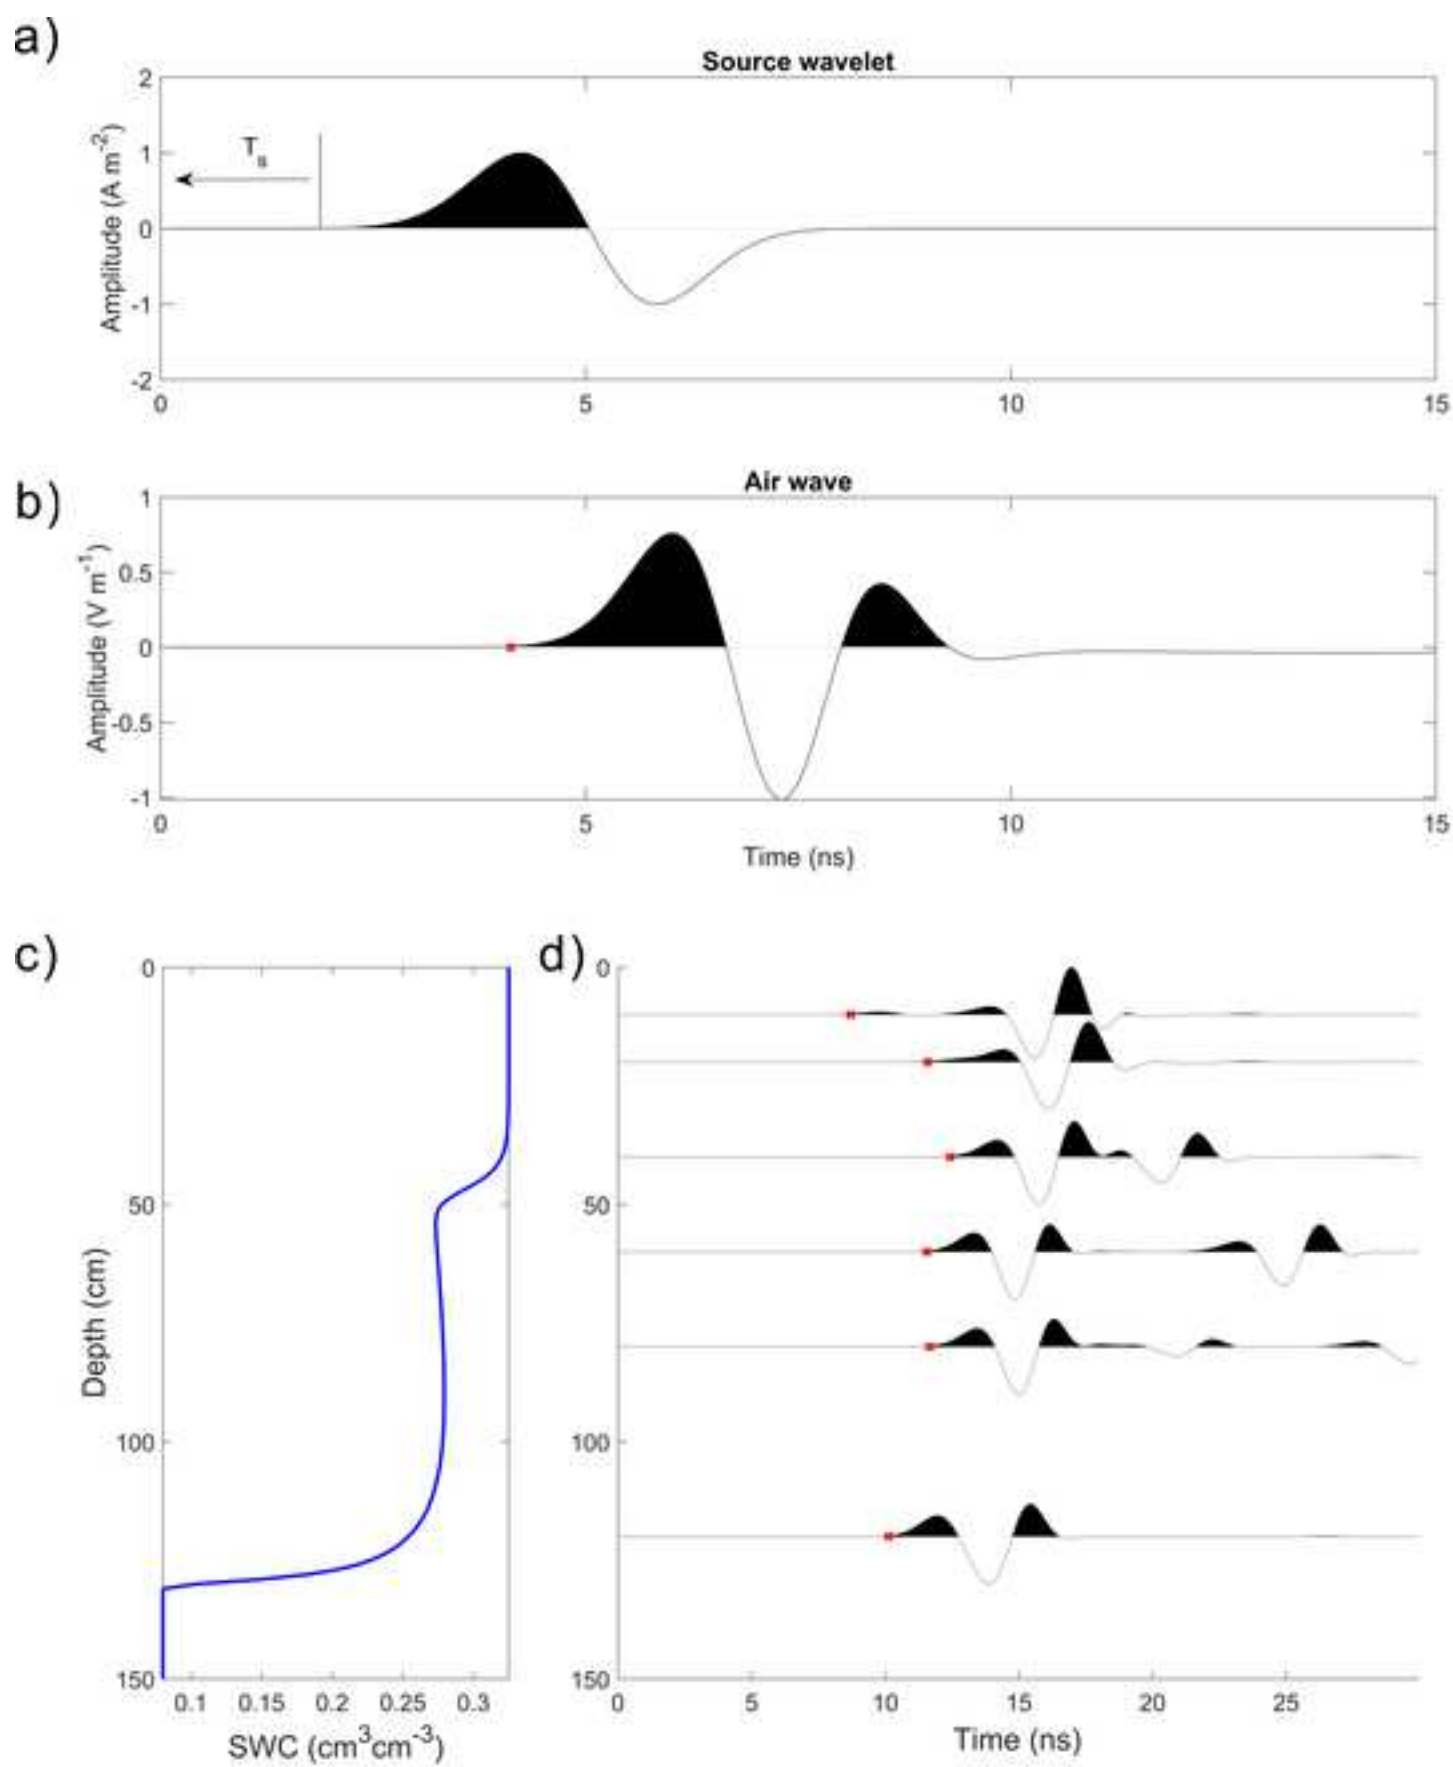 a)
Source wavelet
Amplitude (A m-2)
2
1
0
-1
-2
Ts
0 5 10 15
b)
Air wave
Amplitude (V m-1)
1
0.5
0
-0.5
-1
0 5 10 15
Time (ns)
c)
Depth (cm)
0
50
100
150
0.1 0.15 0.2 0.25 0.3
SWC (cm3cm-3)
d)
0
50
100
150
0 5 10 15 20 25
Time (ns)